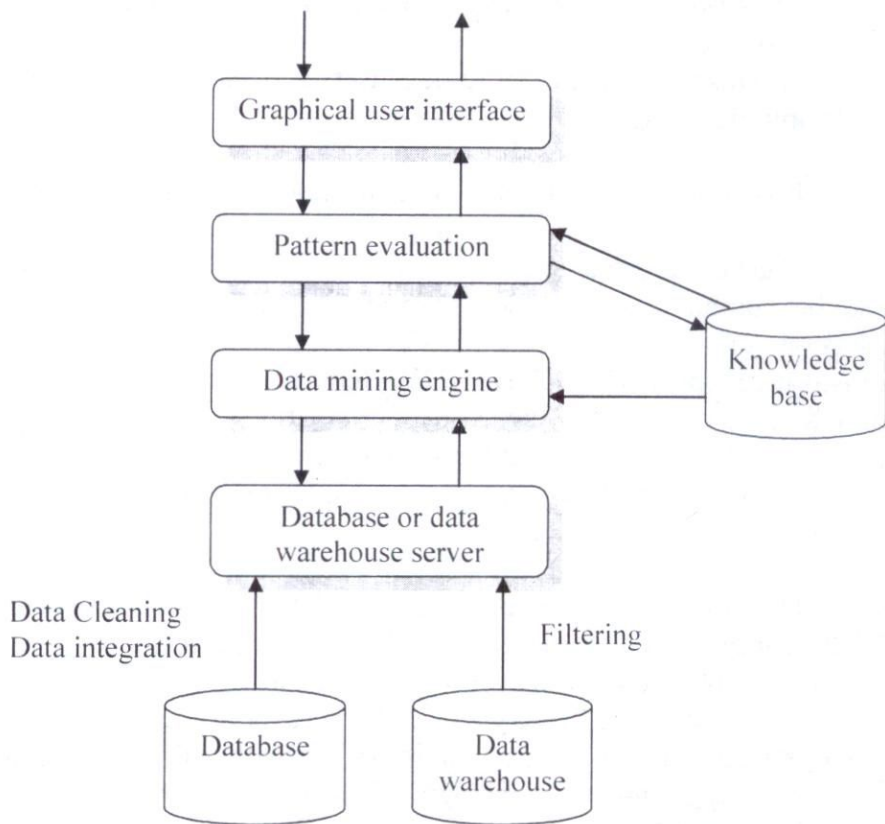 Graphical user interface
Pattern evaluation
Data mining engine
Knowledge
base
Database or data
warehouse server
Data Cleaning
Data integration
Filtering
Database
Data
warehouse